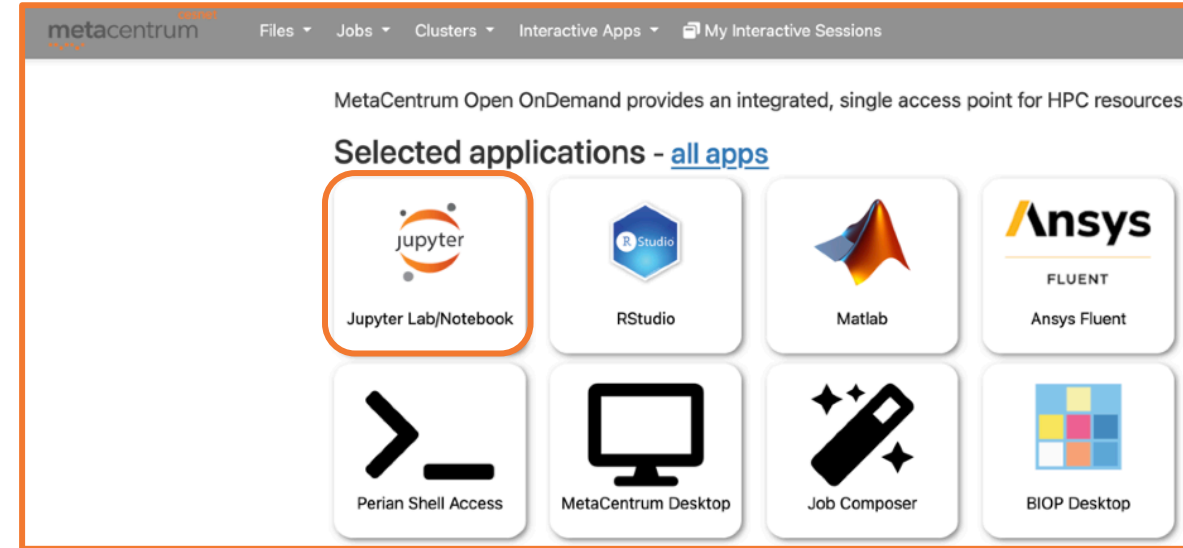 metacentrum
Files Jobs Clusters Interactive Apps My Interactive Sessions
MetaCentrum Open OnDemand provides an integrated, single access point for HPC resources
Selected applications - all apps
jupyter
R Studio
Ansys
FLUENT
Jupyter Lab/Notebook
RStudio
Matlab
Ansys Fluent
Perian Shell Access
MetaCentrum Desktop
Job Composer
BIOP Desktop